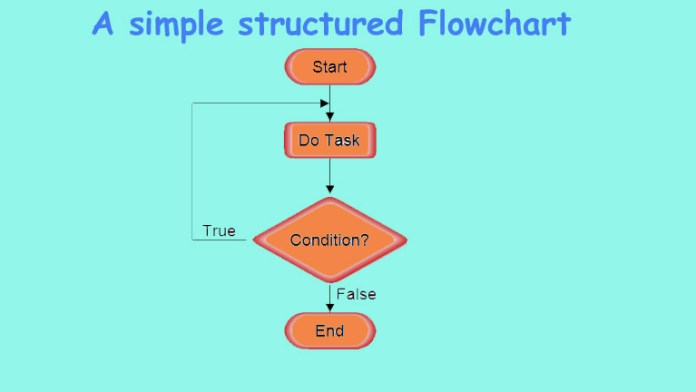 A simple structured Flowchart
Start
Do Task
True
Condition?
False
End